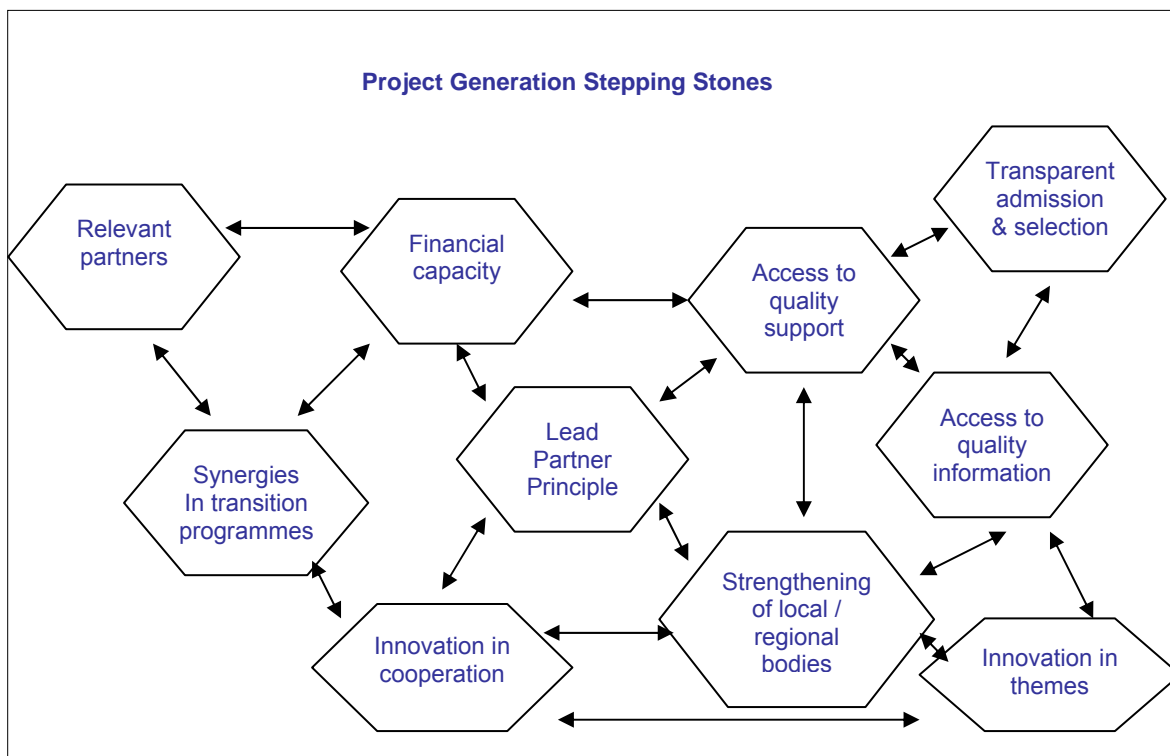 Project Generation Stepping Stones
Relevant
partners
Financial
capacity
Access to
quality
support
Transparent
admission
& selection
Synergies
In transition
programmes
Lead
Partner
Principle
Access to
quality
information
Innovation in
cooperation
Strengthening
of local /
regional
bodies
Innovation in
themes